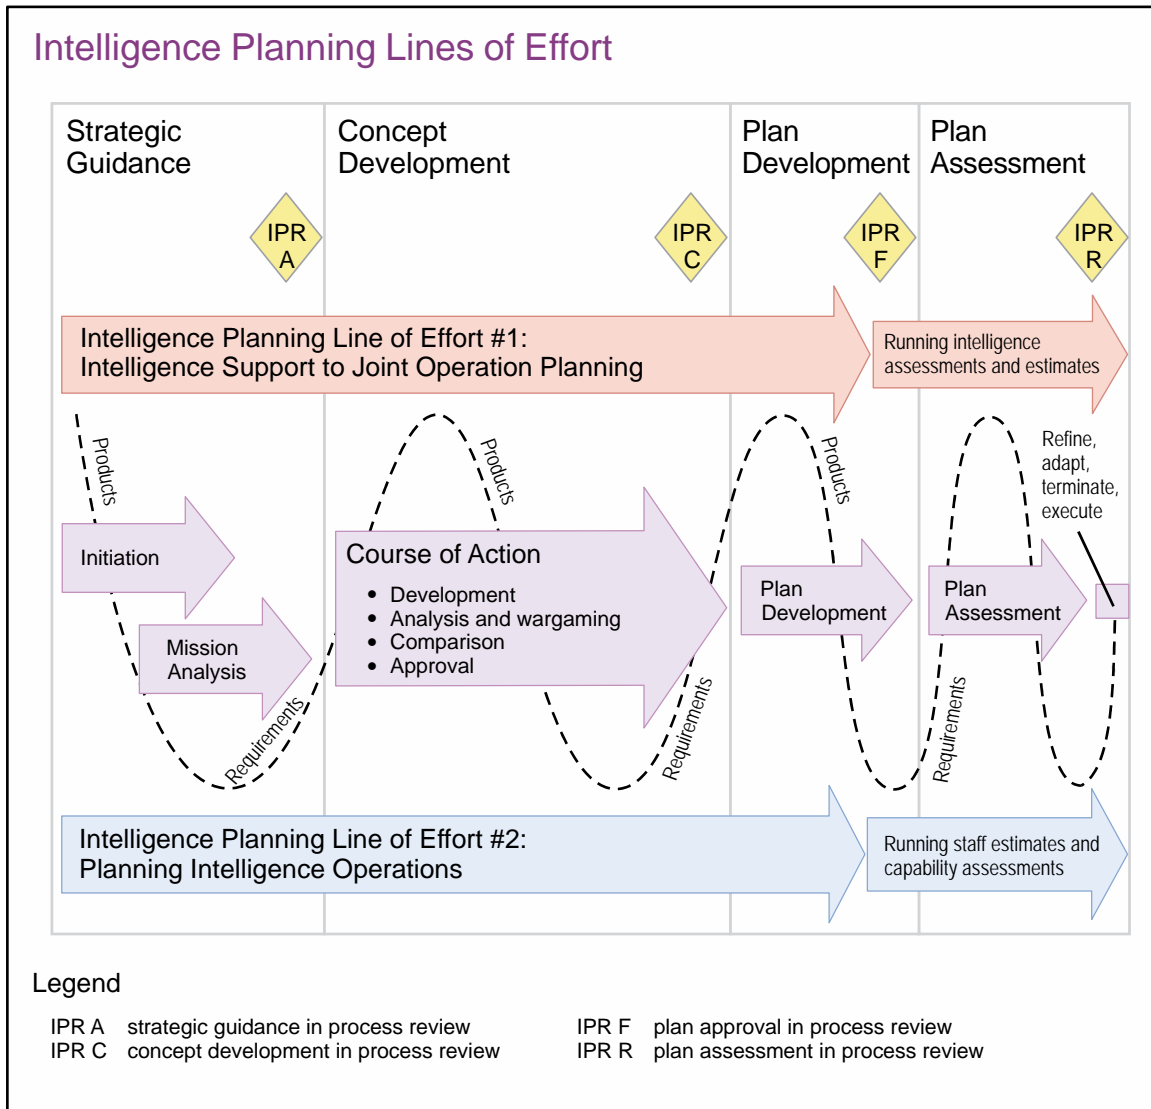 Intelligence Planning Lines of Effort
Strategic
Guidance
Concept
Development
Plan
Development
Plan
Assessment
IPR
A
IPR
C
IPR
F
IPR
R
Intelligence Planning Line of Effort #1:
Intelligence Support to Joint Operation Planning
Running intelligence
assessments and estimates
Products
Products
Products
Refine,
adapt,
terminate,
execute
Initiation
Mission
Analysis
Course of Action
• Development
• Analysis and wargaming
• Comparison
• Approval
Plan
Development
Plan
Assessment
Requirements
Requirements
Requirements
Intelligence Planning Line of Effort #2:
Planning Intelligence Operations
Running staff estimates and
capability assessments
Legend
IPR A strategic guidance in process review
IPR C concept development in process review
IPR F plan approval in process review
IPR R plan assessment in process review